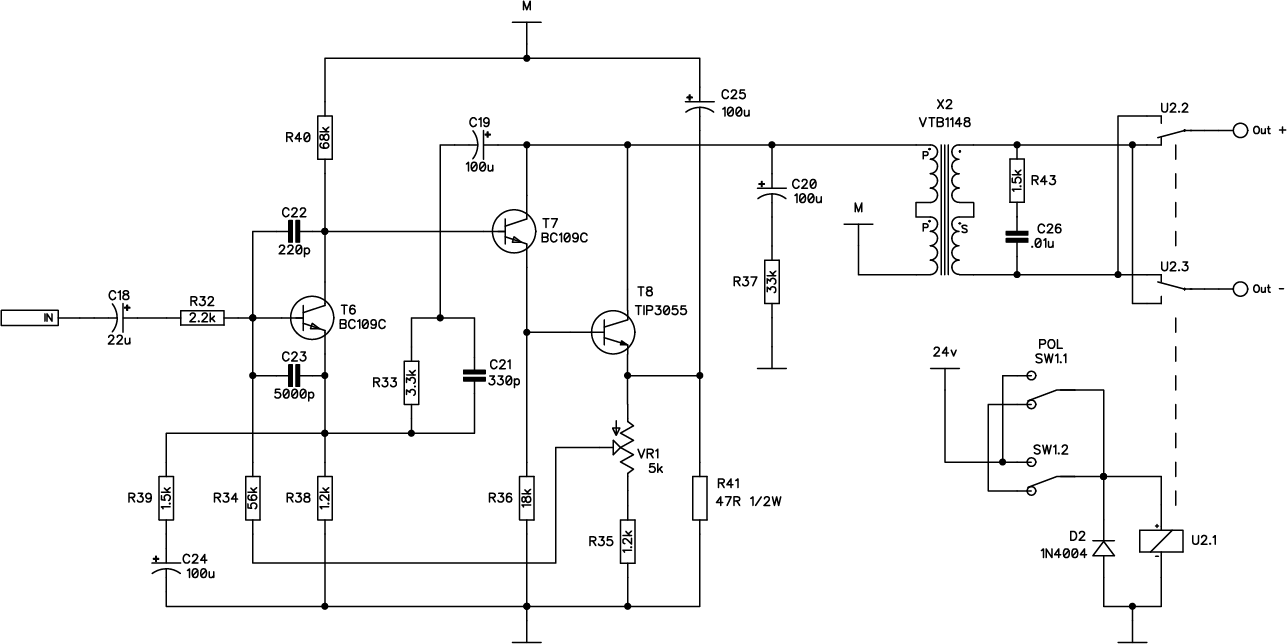 M
C25
100u
X2
VTB1148
U2.2
Out +
R40
68k
C19
100u
P
S
R43
1.5k
C20
100u
M
C22
220p
T7
BC109C
P
C26
.01u
U2.3
Out -
R37
33k
C18
22u
R32
2.2k
IN
T6
BC109C
T8
TIP3055
C23
5000p
R33
3.3k
C21
330p
24v
POL
SW1.1
SW1.2
VR1
5k
R39
1.5k
R34
56k
R38
1.2k
R36
18k
R41
47R 1/2W
R35
1.2k
C24
100u
D2
1N4004
U2.1